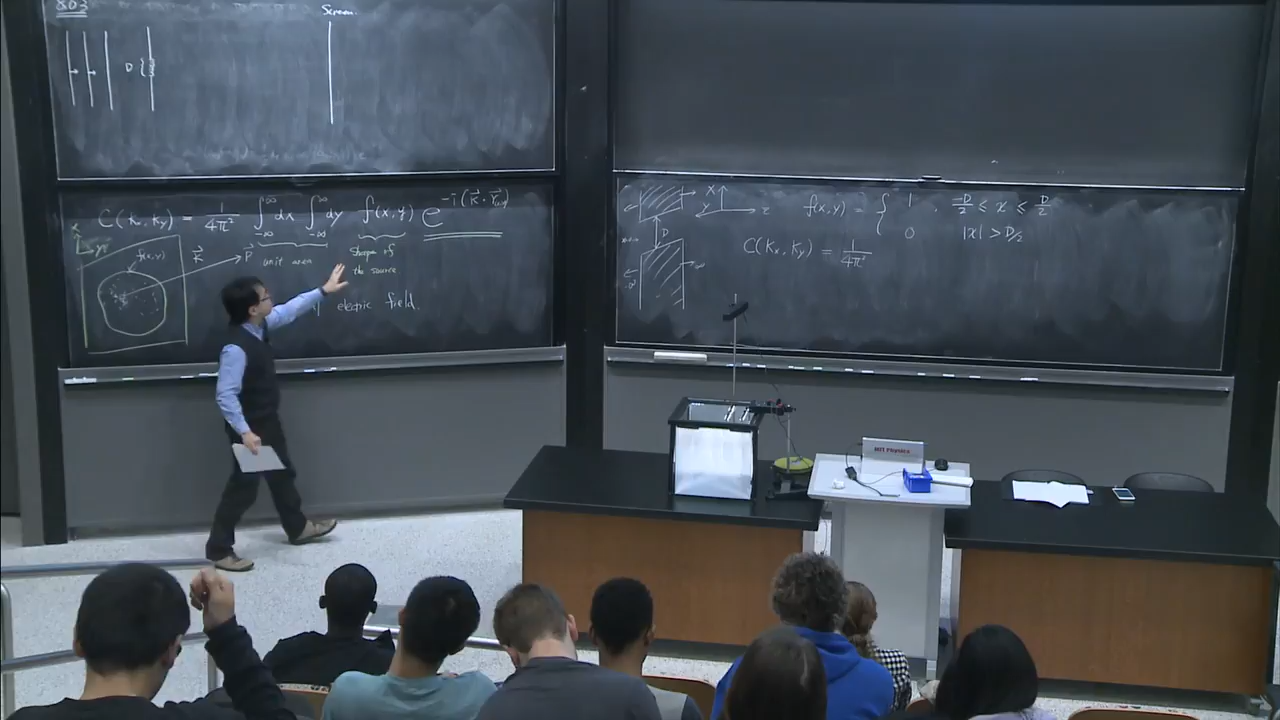 8.03
Screen
D {
C(kx, ky) = 1/4π² ∫_{-∞}^{∞} dx ∫_{-∞}^{∞} dy f(x,y) e^{-i(k⃗·r⃗)}
unit area
shape of
the source
f(x,y)
k⃗
P
electric field.
X
Y
Z
D
f(x,y) = { 1 , -D/2 ≤ x ≤ D/2
0 |x| > D/2
C(kx, ky) = 1/4π²
MIT Physics